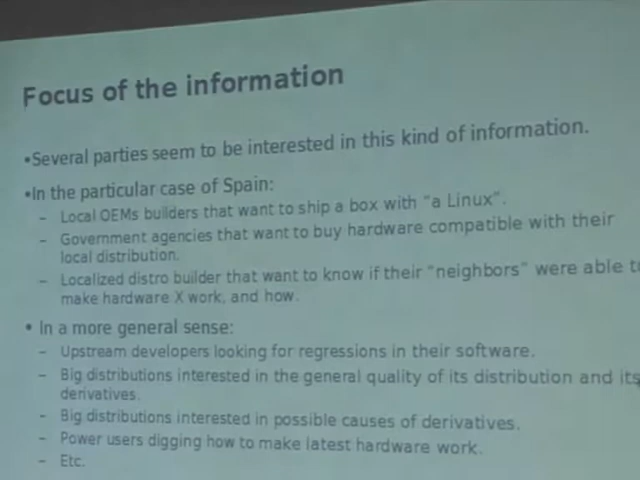 Focus of the information
•Several parties seem to be interested in this kind of information.
•In the particular case of Spain:
– Local OEMs builders that want to ship a box with “a Linux”.
– Government agencies that want to buy hardware compatible with their
local distribution.
– Localized distro builder that want to know if their “neighbors” were able to
make hardware X work, and how.
• In a more general sense:
– Upstream developers looking for regressions in their software.
– Big distributions interested in the general quality of its distribution and its
derivatives.
– Big distributions interested in possible causes of derivatives.
– Power users digging how to make latest hardware work.
– Etc.